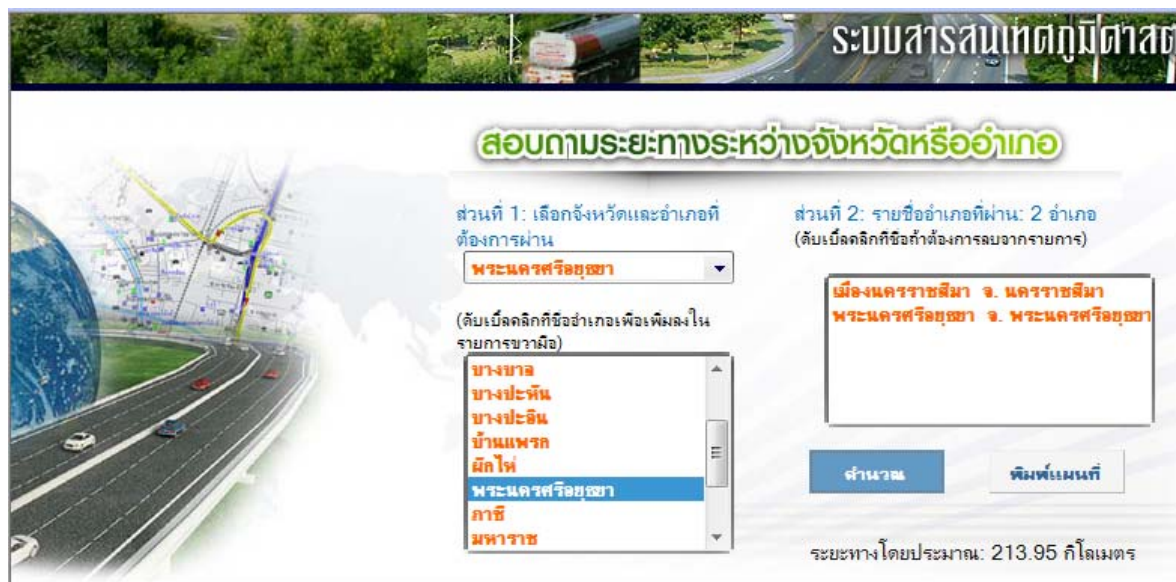 ระบบสารสนเทศภูมิศาสต
สอบถามระยะทางระหว่างจังหวัดหรืออำเภอ
ส่วนที่ 1: เลือกจังหวัดและอำเภอที่
ต้องการผ่าน
พระนครศรีอยุธยา
(ดับเบิ้ลคลิกที่ชื่ออำเภอเพื่อเพิ่มลงใน
รายการขวามือ)
บางบาล
บางปะหัน
บางปะอิน
บ้านแพรก
ผักไห่
พระนครศรีอยุธยา
ภาชี
มหาราช
ส่วนที่ 2: รายชื่ออำเภอที่ผ่าน: 2 อำเภอ
(ดับเบิ้ลคลิกที่ชื่อถ้าต้องการลบจากรายการ)
เมืองนครราชสีมา จ. นครราชสีมา
พระนครศรีอยุธยา จ. พระนครศรีอยุธยา
คำนวณ
พิมพ์แผนที่
ระยะทางโดยประมาณ: 213.95 กิโลเมตร